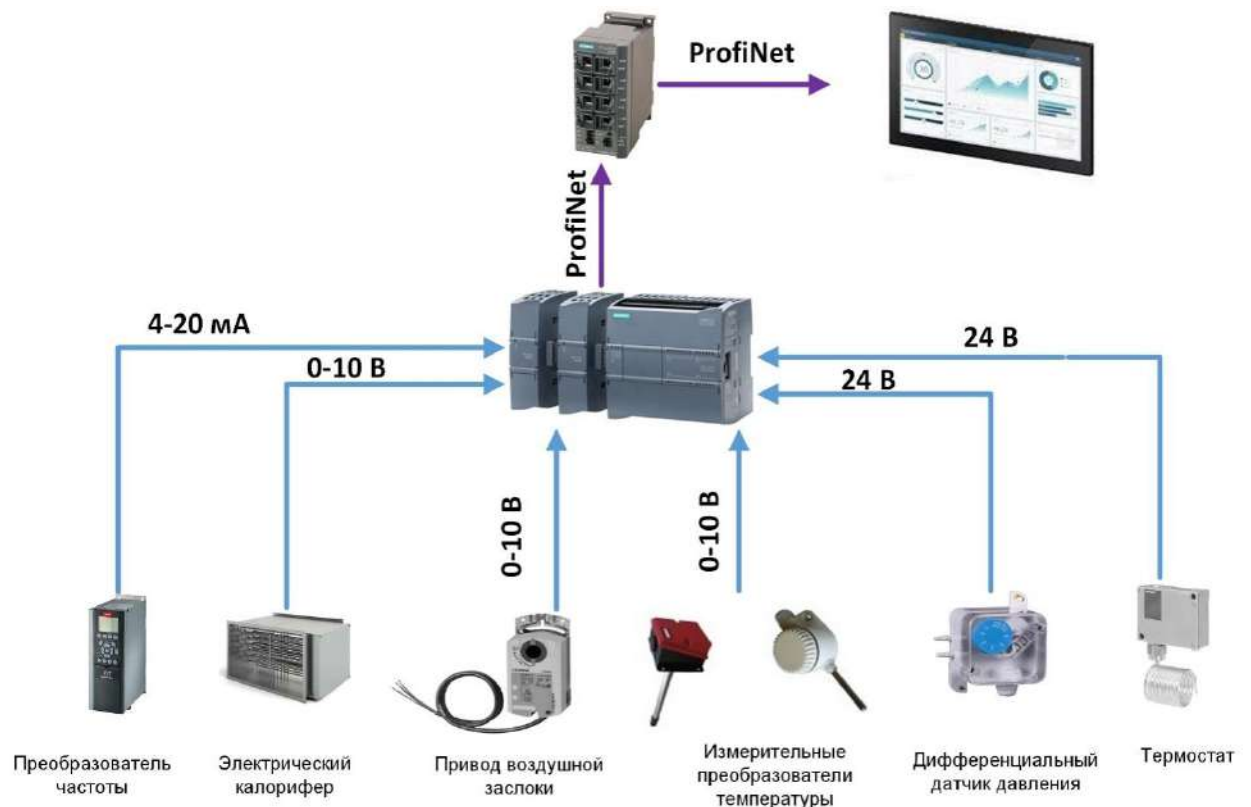 ProfiNet
ProfiNet
4-20 мА
0-10 В
24 В
24 В
0-10 В
0-10 В
Преобразователь
частоты
Электрический
калорифер
Привод воздушной
заслоки
Измерительные
преобразователи
температуры
Дифференциальный
датчик давления
Термостат